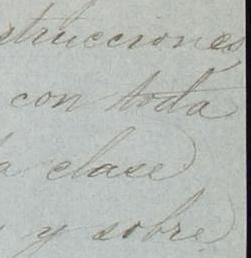 strucciones
con toda
a clase
y sobre